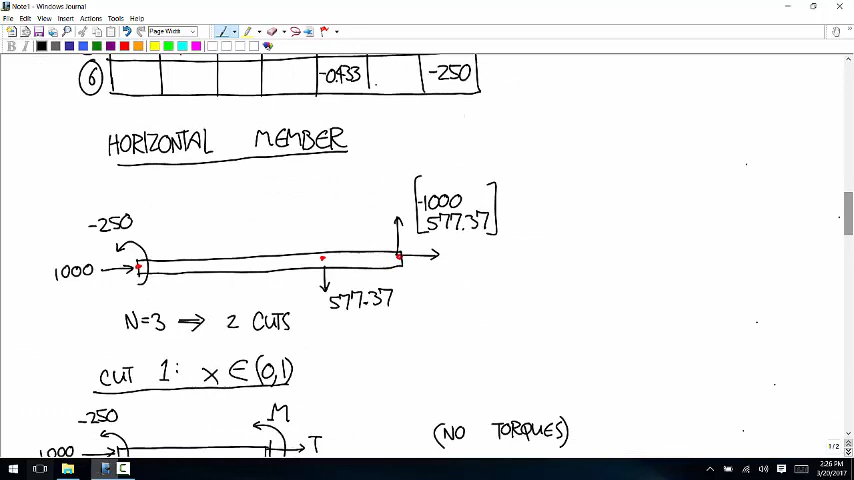 Note1 - Windows Journal
File Edit View Insert Actions Tools Help
Page Width
B I
6 -0.433 -250
HORIZONTAL MEMBER
[-1000
577.37]
-250
1000
577.37
N=3 ⟹ 2 CUTS
CUT 1: x ∈ (0,1)
-250 M
1000 T (NO TORQUES)
1/2
2:26 PM
3/20/2017